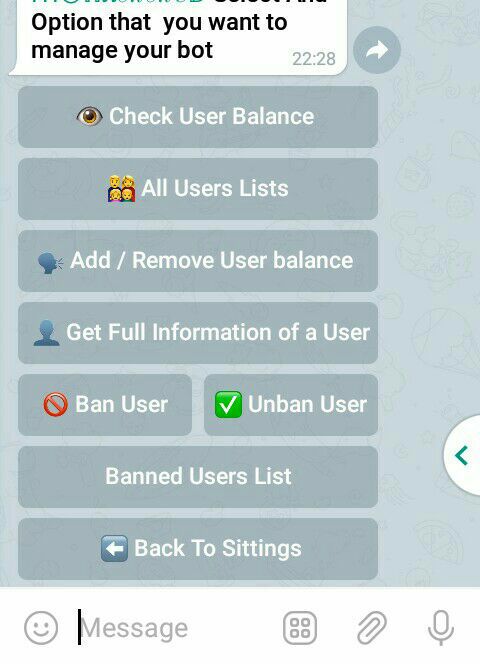 Select And
Option that you want to
manage your bot
22:28
Check User Balance
All Users Lists
Add / Remove User balance
Get Full Information of a User
Ban User
Unban User
Banned Users List
Back To Sittings
Message